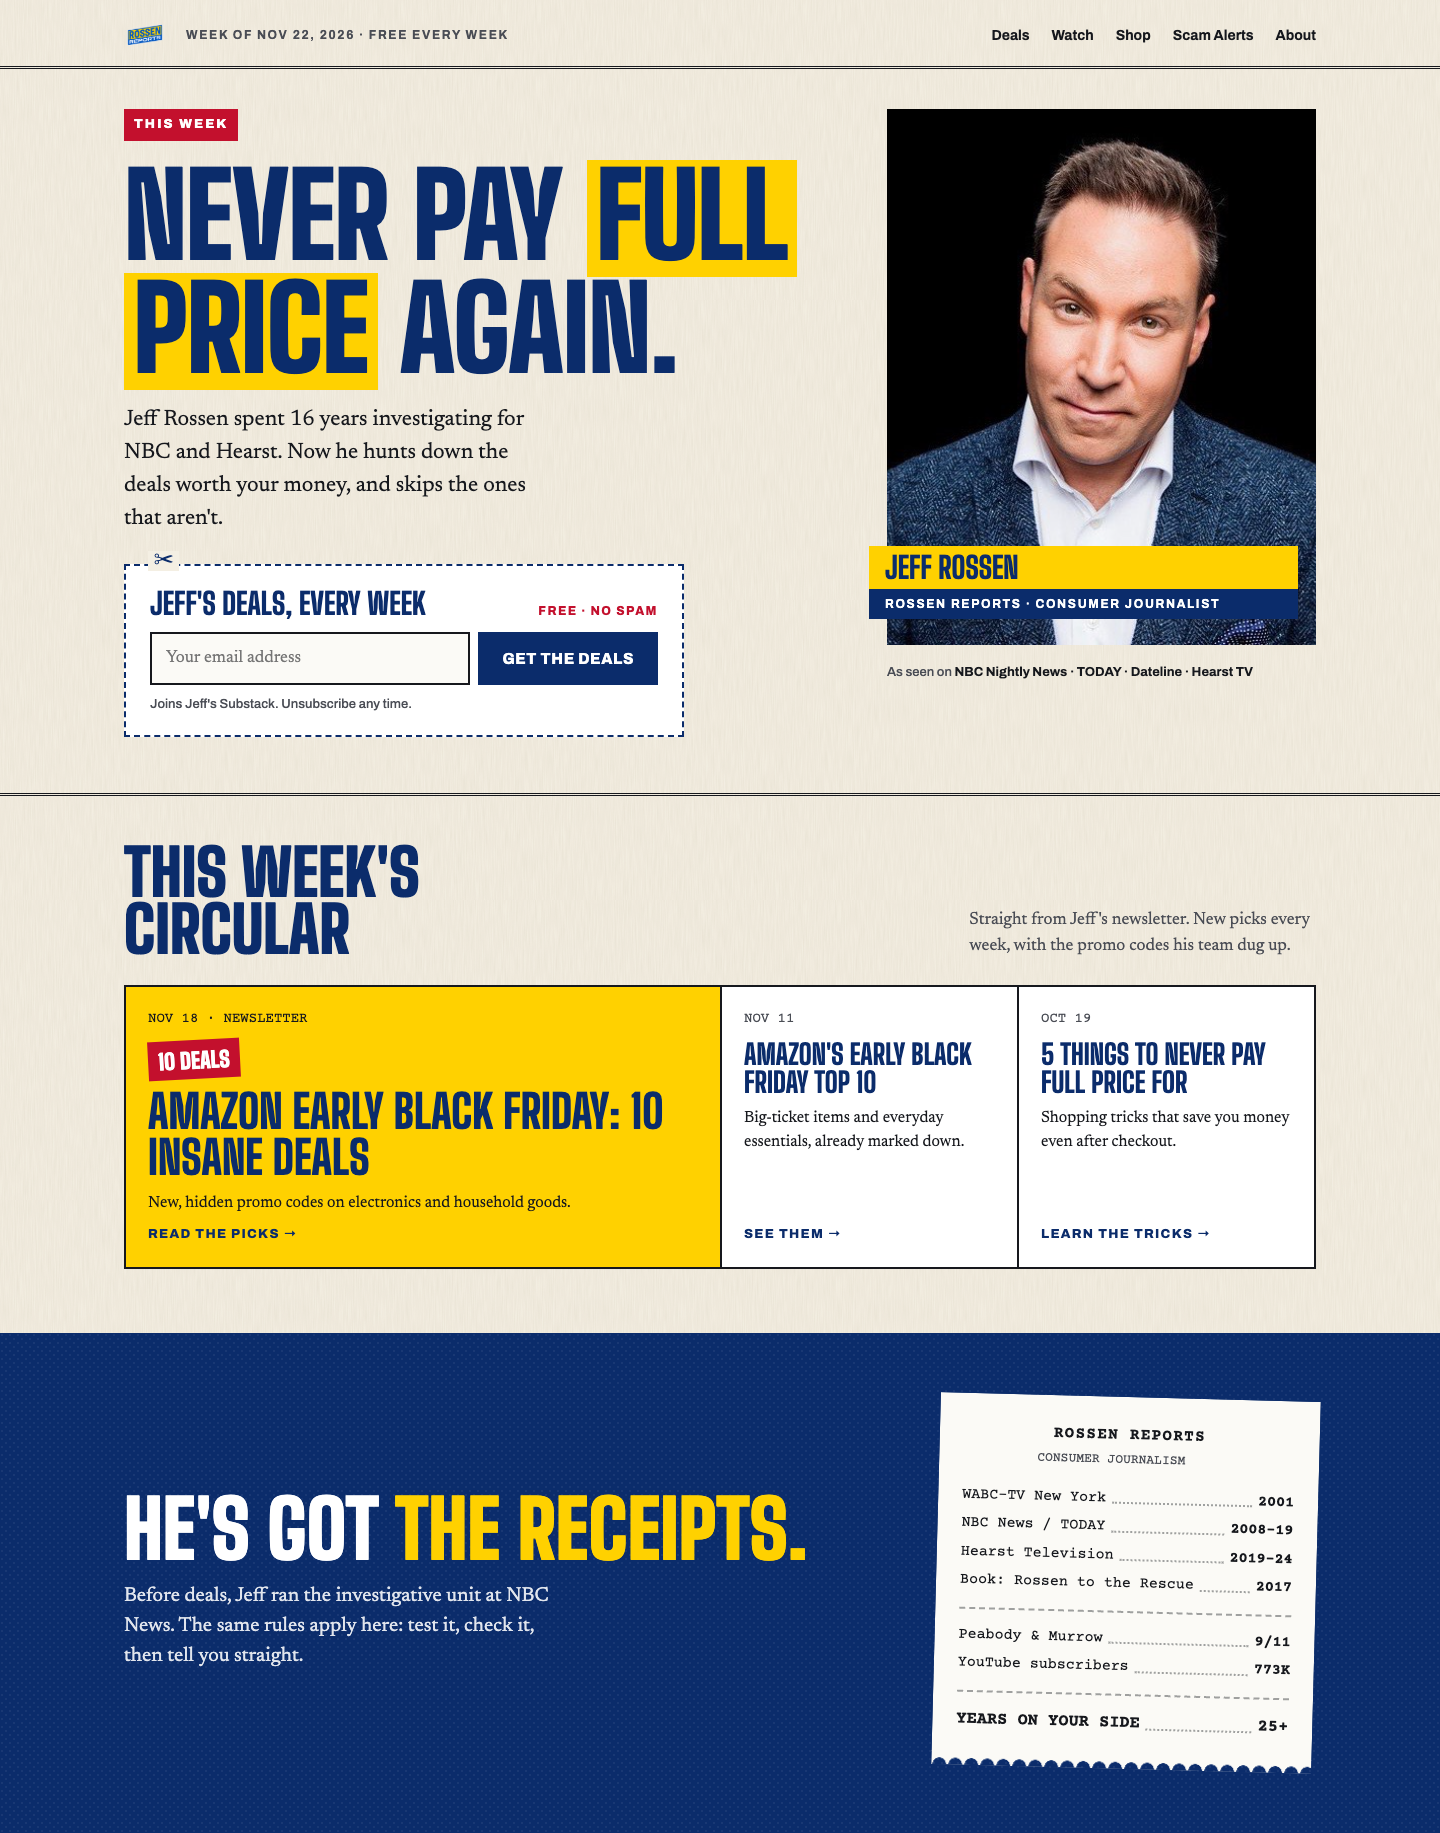 ROSSEN
REPORTS
WEEK OF NOV 22, 2026 · FREE EVERY WEEK
Deals Watch Shop Scam Alerts About
THIS WEEK
NEVER PAY FULL
PRICE AGAIN.
Jeff Rossen spent 16 years investigating for
NBC and Hearst. Now he hunts down the
deals worth your money, and skips the ones
that aren't.
JEFF'S DEALS, EVERY WEEK
FREE · NO SPAM
Your email address
GET THE DEALS
Joins Jeff's Substack. Unsubscribe any time.
JEFF ROSSEN
ROSSEN REPORTS · CONSUMER JOURNALIST
As seen on NBC Nightly News · TODAY · Dateline · Hearst TV
THIS WEEK'S
CIRCULAR
Straight from Jeff's newsletter. New picks every
week, with the promo codes his team dug up.
NOV 18 · NEWSLETTER
10 DEALS
AMAZON EARLY BLACK FRIDAY: 10
INSANE DEALS
New, hidden promo codes on electronics and household goods.
READ THE PICKS →
NOV 11
AMAZON'S EARLY BLACK
FRIDAY TOP 10
Big-ticket items and everyday
essentials, already marked down.
SEE THEM →
OCT 19
5 THINGS TO NEVER PAY
FULL PRICE FOR
Shopping tricks that save you money
even after checkout.
LEARN THE TRICKS →
HE'S GOT THE RECEIPTS.
Before deals, Jeff ran the investigative unit at NBC
News. The same rules apply here: test it, check it,
then tell you straight.
ROSSEN REPORTS
CONSUMER JOURNALISM
WABC-TV New York 2001
NBC News / TODAY 2008–19
Hearst Television 2019–24
Book: Rossen to the Rescue 2017
Peabody & Murrow 9/11
YouTube subscribers 773K
YEARS ON YOUR SIDE 25+